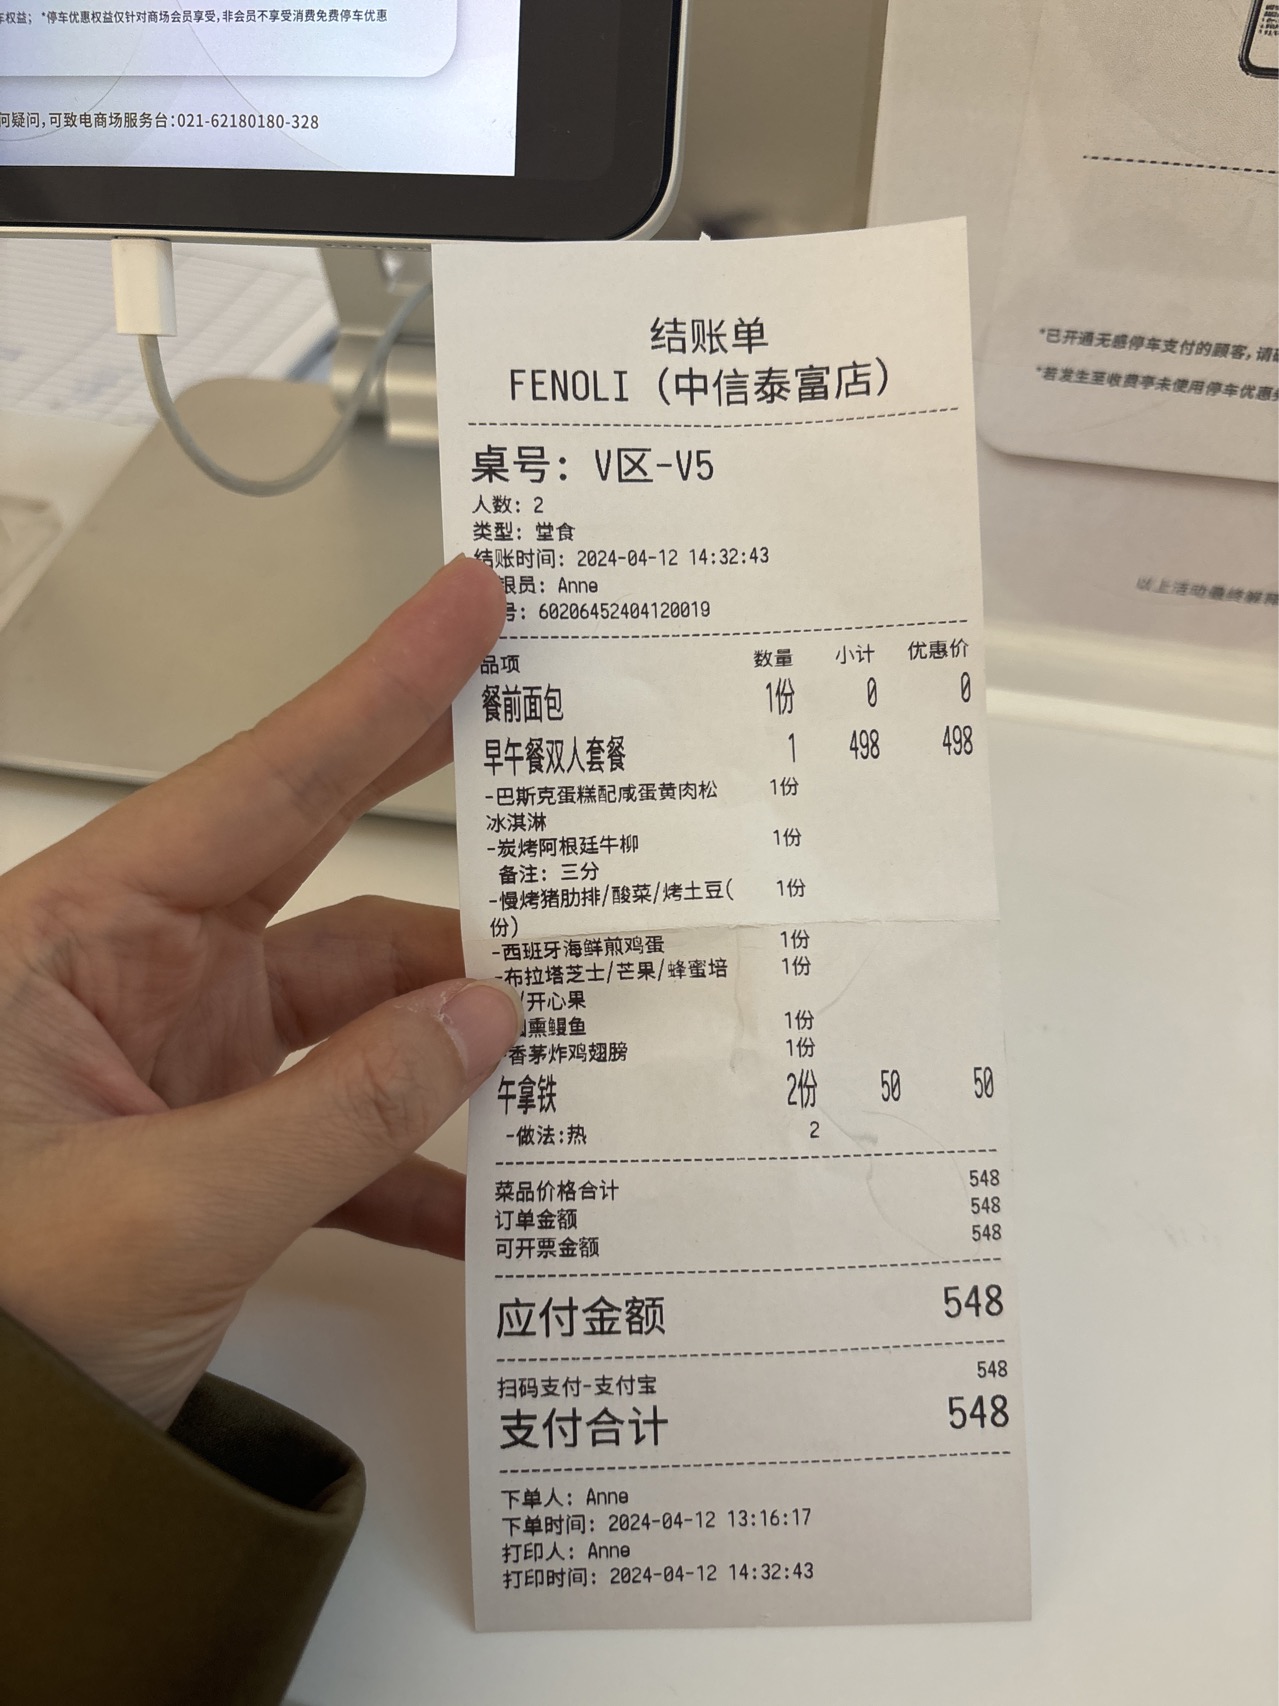 权益；*停车优惠权益仅针对商场会员享受,非会员不享受消费免费停车优惠
何疑问,可致电商场服务台:021-62180180-328
*已开通无感停车支付的顾客,请
*若发生至收费亭未使用停车优惠
以上活动最终解释
结账单
FENOLI（中信泰富店）
桌号: V区-V5
人数: 2
类型: 堂食
结账时间: 2024-04-12 14:32:43
银员: Anne
号: 60206452404120019
品项 数量 小计 优惠价
餐前面包 1份 0 0
早午餐双人套餐 1 498 498
-巴斯克蛋糕配咸蛋黄肉松 1份
冰淇淋
-炭烤阿根廷牛柳 1份
备注: 三分
-慢烤猪肋排/酸菜/烤土豆( 1份
份)
-西班牙海鲜煎鸡蛋 1份
-布拉塔芝士/芒果/蜂蜜培 1份
/开心果
熏鳗鱼 1份
-香茅炸鸡翅膀 1份
午拿铁 2份 50 50
-做法:热 2
菜品价格合计 548
订单金额 548
可开票金额 548
应付金额 548
扫码支付-支付宝 548
支付合计 548
下单人: Anne
下单时间: 2024-04-12 13:16:17
打印人: Anne
打印时间: 2024-04-12 14:32:43